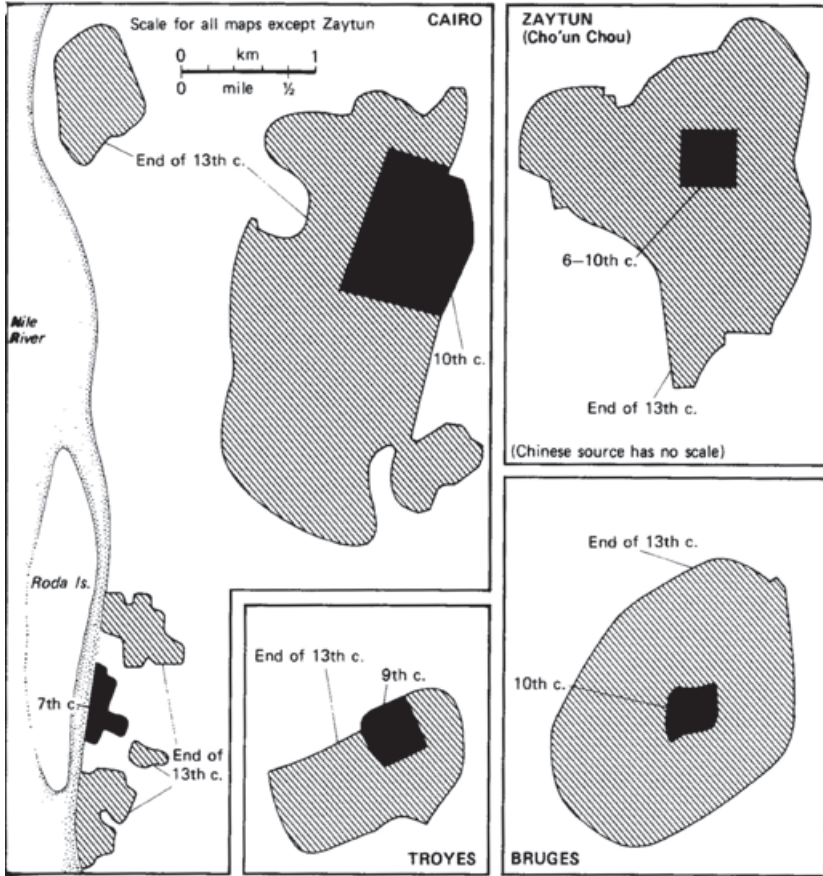 Scale for all maps except Zaytun
CAIRO
0 km 1
0 mile ½
End of 13th c.
10th c.
Nile
River
Roda Is.
7th c.
End of
13th c.
ZAYTUN
(Cho'un Chou)
6–10th c.
End of 13th c.
(Chinese source has no scale)
End of 13th c.
9th c.
TROYES
End of 13th c.
10th c.
BRUGES